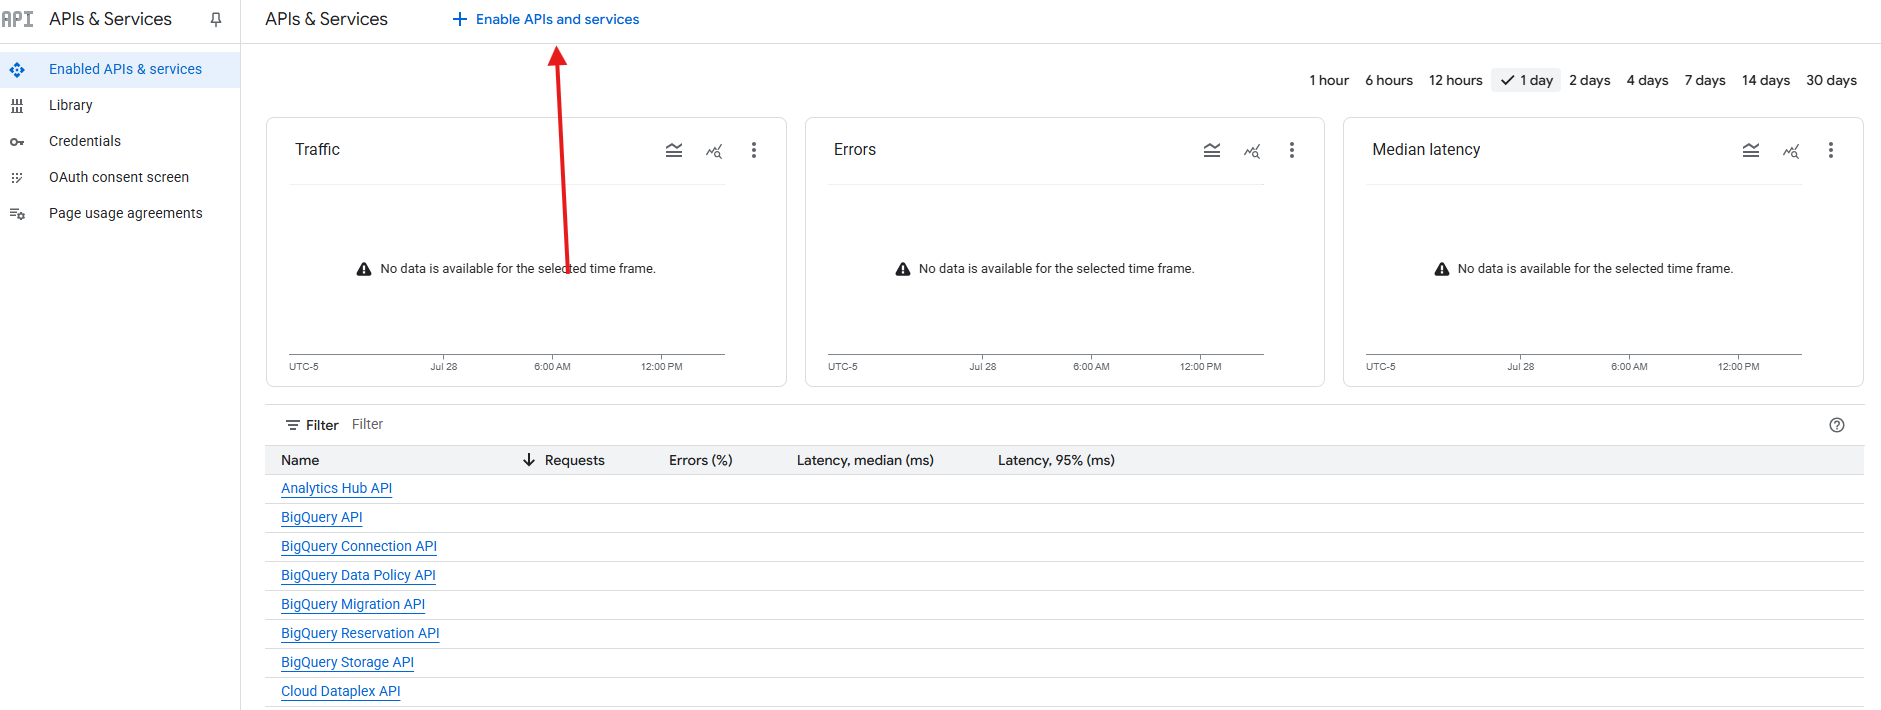 API APIs & Services
APIs & Services
Enable APIs and services
Enabled APIs & services
Library
Credentials
OAuth consent screen
Page usage agreements
1 hour 6 hours 12 hours 1 day 2 days 4 days 7 days 14 days 30 days
Traffic
No data is available for the selected time frame.
UTC-5 Jul 28 6:00 AM 12:00 PM
Errors
No data is available for the selected time frame.
UTC-5 Jul 28 6:00 AM 12:00 PM
Median latency
No data is available for the selected time frame.
UTC-5 Jul 28 6:00 AM 12:00 PM
Filter Filter
Name Requests Errors (%) Latency, median (ms) Latency, 95% (ms)
Analytics Hub API
BigQuery API
BigQuery Connection API
BigQuery Data Policy API
BigQuery Migration API
BigQuery Reservation API
BigQuery Storage API
Cloud Dataplex API